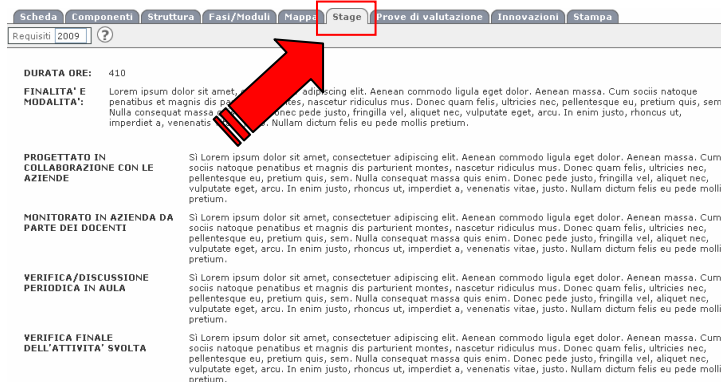 Scheda Componenti Struttura Fasi/Moduli Mappa Stage Prove di valutazione Innovazioni Stampa
Requisiti 2009 ?
DURATA ORE: 410
FINALITA' E MODALITA':
Lorem ipsum dolor sit amet, adipiscing elit. Aenean commodo ligula eget dolor. Aenean massa. Cum sociis natoque
penatibus et magnis dis nascetur ridiculus mus. Donec quam felis, ultricies nec, pellentesque eu, pretium quis, sem
Nulla consequat massa pede justo, fringilla vel, aliquet nec, vulputate eget, arcu. In enim justo, rhoncus ut,
imperdiet a, venenatis Nullam dictum felis eu pede mollis pretium.
PROGETTATO IN
COLLABORAZIONE CON LE
AZIENDE
Sì Lorem ipsum dolor sit amet, consectetuer adipiscing elit. Aenean commodo ligula eget dolor. Aenean massa. Cum
sociis natoque penatibus et magnis dis parturient montes, nascetur ridiculus mus. Donec quam felis, ultricies nec,
pellentesque eu, pretium quis, sem. Nulla consequat massa quis enim. Donec pede justo, fringilla vel, aliquet nec,
vulputate eget, arcu. In enim justo, rhoncus ut, imperdiet a, venenatis vitae, justo. Nullam dictum felis eu pede molli
pretium.
MONITORATO IN AZIENDA DA
PARTE DEI DOCENTI
Sì Lorem ipsum dolor sit amet, consectetuer adipiscing elit. Aenean commodo ligula eget dolor. Aenean massa. Cum
sociis natoque penatibus et magnis dis parturient montes, nascetur ridiculus mus. Donec quam felis, ultricies nec,
pellentesque eu, pretium quis, sem. Nulla consequat massa quis enim. Donec pede justo, fringilla vel, aliquet nec,
vulputate eget, arcu. In enim justo, rhoncus ut, imperdiet a, venenatis vitae, justo. Nullam dictum felis eu pede molli
pretium.
VERIFICA/DISCUSSIONE
PERIODICA IN AULA
Sì Lorem ipsum dolor sit amet, consectetuer adipiscing elit. Aenean commodo ligula eget dolor. Aenean massa. Cum
sociis natoque penatibus et magnis dis parturient montes, nascetur ridiculus mus. Donec quam felis, ultricies nec,
pellentesque eu, pretium quis, sem. Nulla consequat massa quis enim. Donec pede justo, fringilla vel, aliquet nec,
vulputate eget, arcu. In enim justo, rhoncus ut, imperdiet a, venenatis vitae, justo. Nullam dictum felis eu pede molli
pretium.
VERIFICA FINALE
DELL'ATTIVITA' SVOLTA
Sì Lorem ipsum dolor sit amet, consectetuer adipiscing elit. Aenean commodo ligula eget dolor. Aenean massa. Cum
sociis natoque penatibus et magnis dis parturient montes, nascetur ridiculus mus. Donec quam felis, ultricies nec,
pellentesque eu, pretium quis, sem. Nulla consequat massa quis enim. Donec pede justo, fringilla vel, aliquet nec,
vulputate eget, arcu. In enim justo, rhoncus ut, imperdiet a, venenatis vitae, justo. Nullam dictum felis eu pede molli
pretium.